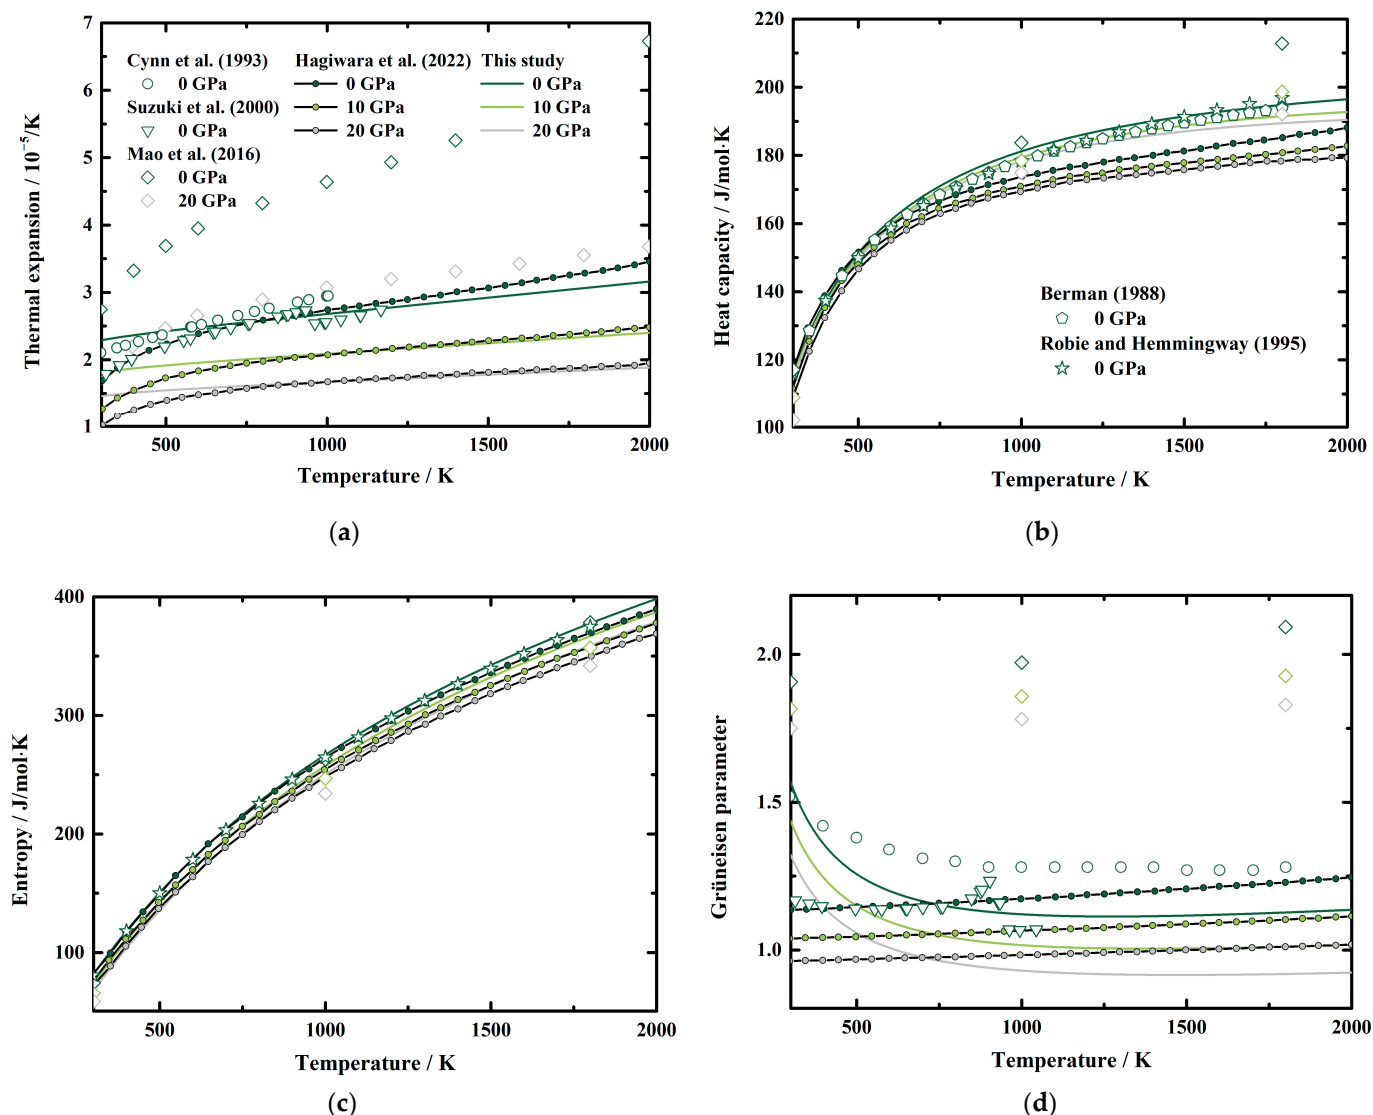 7
6
5
4
3
2
1
Thermal expansion / 10⁻⁵/K
Cynn et al. (1993)
0 GPa
Suzuki et al. (2000)
0 GPa
Mao et al. (2016)
0 GPa
20 GPa
Hagiwara et al. (2022)
0 GPa
10 GPa
20 GPa
This study
0 GPa
10 GPa
20 GPa
500 1000 1500 2000
Temperature / K
(a)
220
200
180
160
140
120
100
Heat capacity / J/mol·K
Berman (1988)
0 GPa
Robie and Hemmingway (1995)
0 GPa
500 1000 1500 2000
Temperature / K
(b)
400
300
200
100
Entropy / J/mol·K
500 1000 1500 2000
Temperature / K
(c)
2.0
1.5
1.0
Grüneisen parameter
500 1000 1500 2000
Temperature / K
(d)